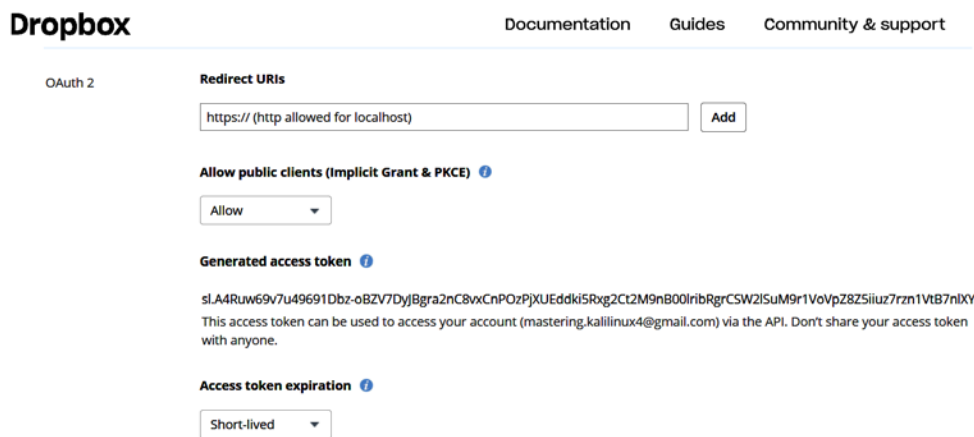 Dropbox
Documentation Guides Community & support
OAuth 2
Redirect URIs
https:// (http allowed for localhost)
Add
Allow public clients (Implicit Grant & PKCE)
Allow
Generated access token
This access token can be used to access your account (mastering.kalilinux4@gmail.com) via the API. Don't share your access token
with anyone.
Access token expiration
Short-lived